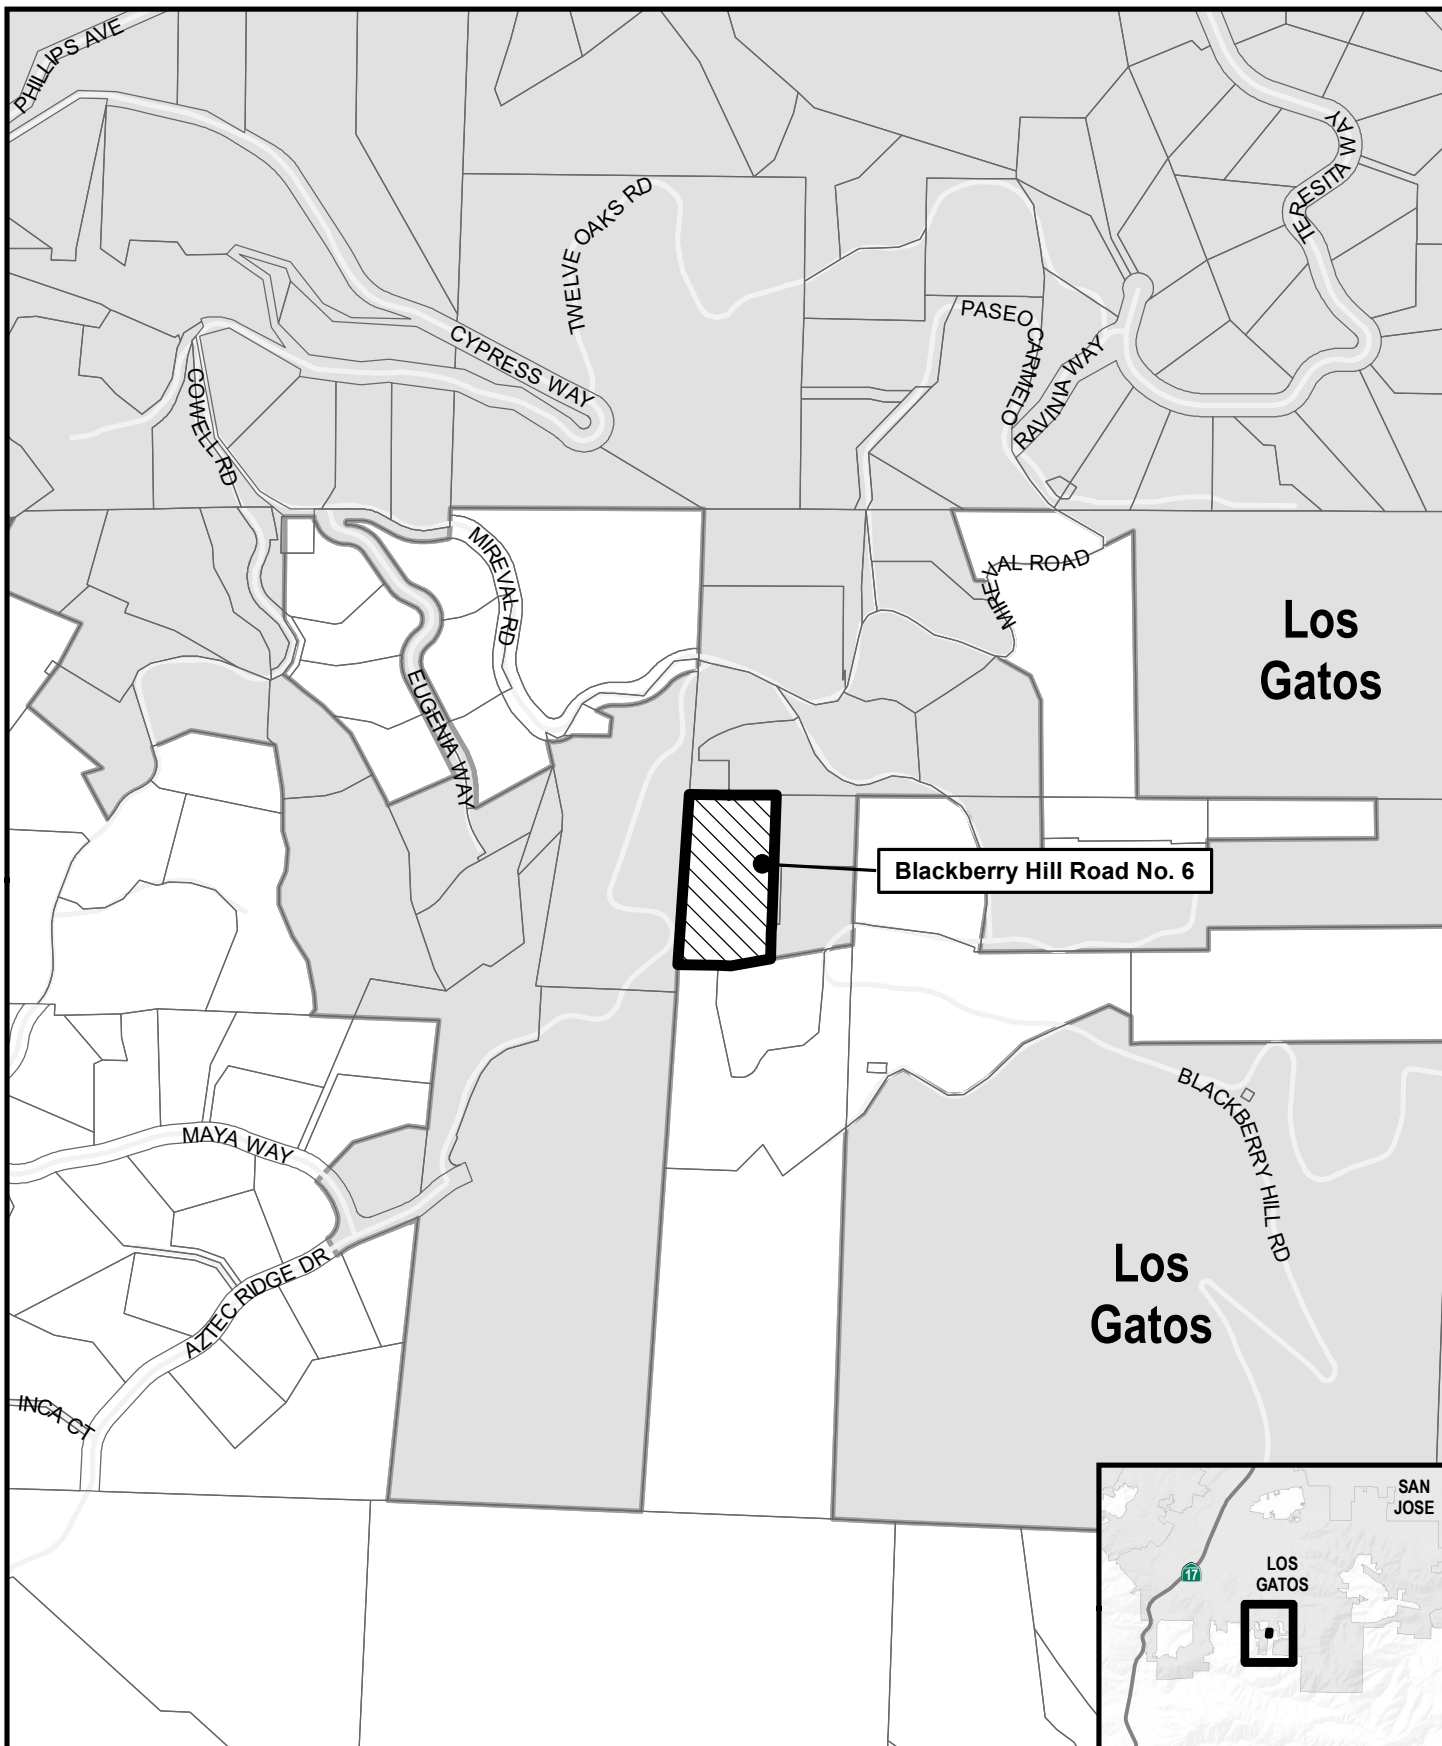 PHILLIPS AVE
TERESITA WAY
TWELVE OAKS RD
PASEO CARMELO
CYPRESS WAY
RAVINIA WAY
COWELL RD
MIREVAL RD
MIREVAL ROAD
Los
Gatos
EUGENIA WAY
Blackberry Hill Road No. 6
BLACKBERRY HILL RD
MAYA WAY
AZTEC RIDGE DR
Los
Gatos
INCA CT
SAN
JOSE
17
LOS
GATOS